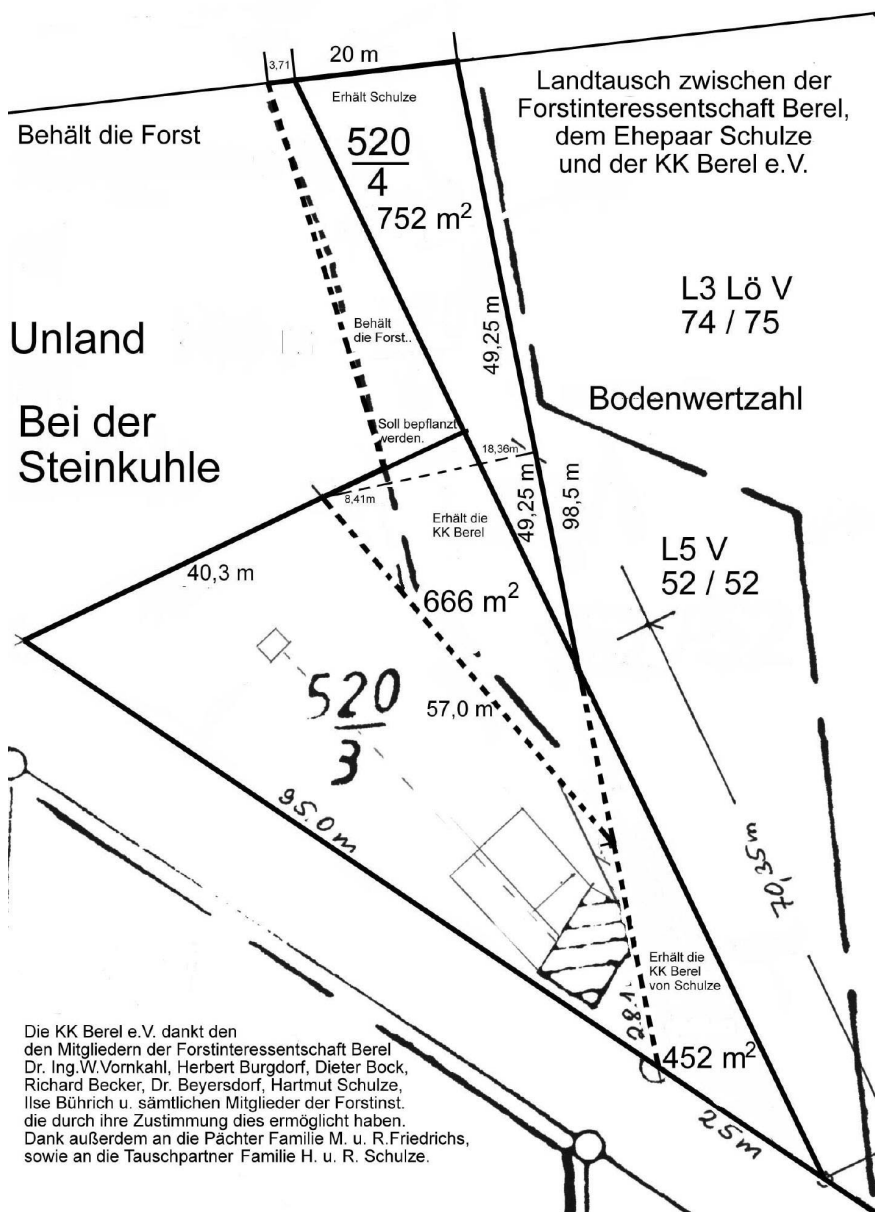 3,71
20 m
Erhält Schulze
Landtausch zwischen der
Forstinteressentschaft Berel,
dem Ehepaar Schulze
und der KK Berel e.V.
Behält die Forst
520
4
752 m²
L3 Lö V
74 / 75
49,25 m
Unland
Behält
die Forst..
Bodenwertzahl
Bei der
Steinkuhle
Soll bepflanzt
werden.
18,36m
8,41m
49,25 m
98,5 m
Erhält die
KK Berel
L5 V
52 / 52
40,3 m
666 m²
520
3
57,0 m
95.0m
70,35m
Erhält die
KK Berel
von Schulze
28.1
452 m²
25m
Die KK Berel e.V. dankt den
den Mitgliedern der Forstinteressentschaft Berel
Dr. Ing.W.Vornkahl, Herbert Burgdorf, Dieter Bock,
Richard Becker, Dr. Beyersdorf, Hartmut Schulze,
Ilse Bührich u. sämtlichen Mitglieder der Forstinst.
die durch ihre Zustimmung dies ermöglicht haben.
Dank außerdem an die Pächter Familie M. u. R.Friedrichs,
sowie an die Tauschpartner Familie H. u. R. Schulze.